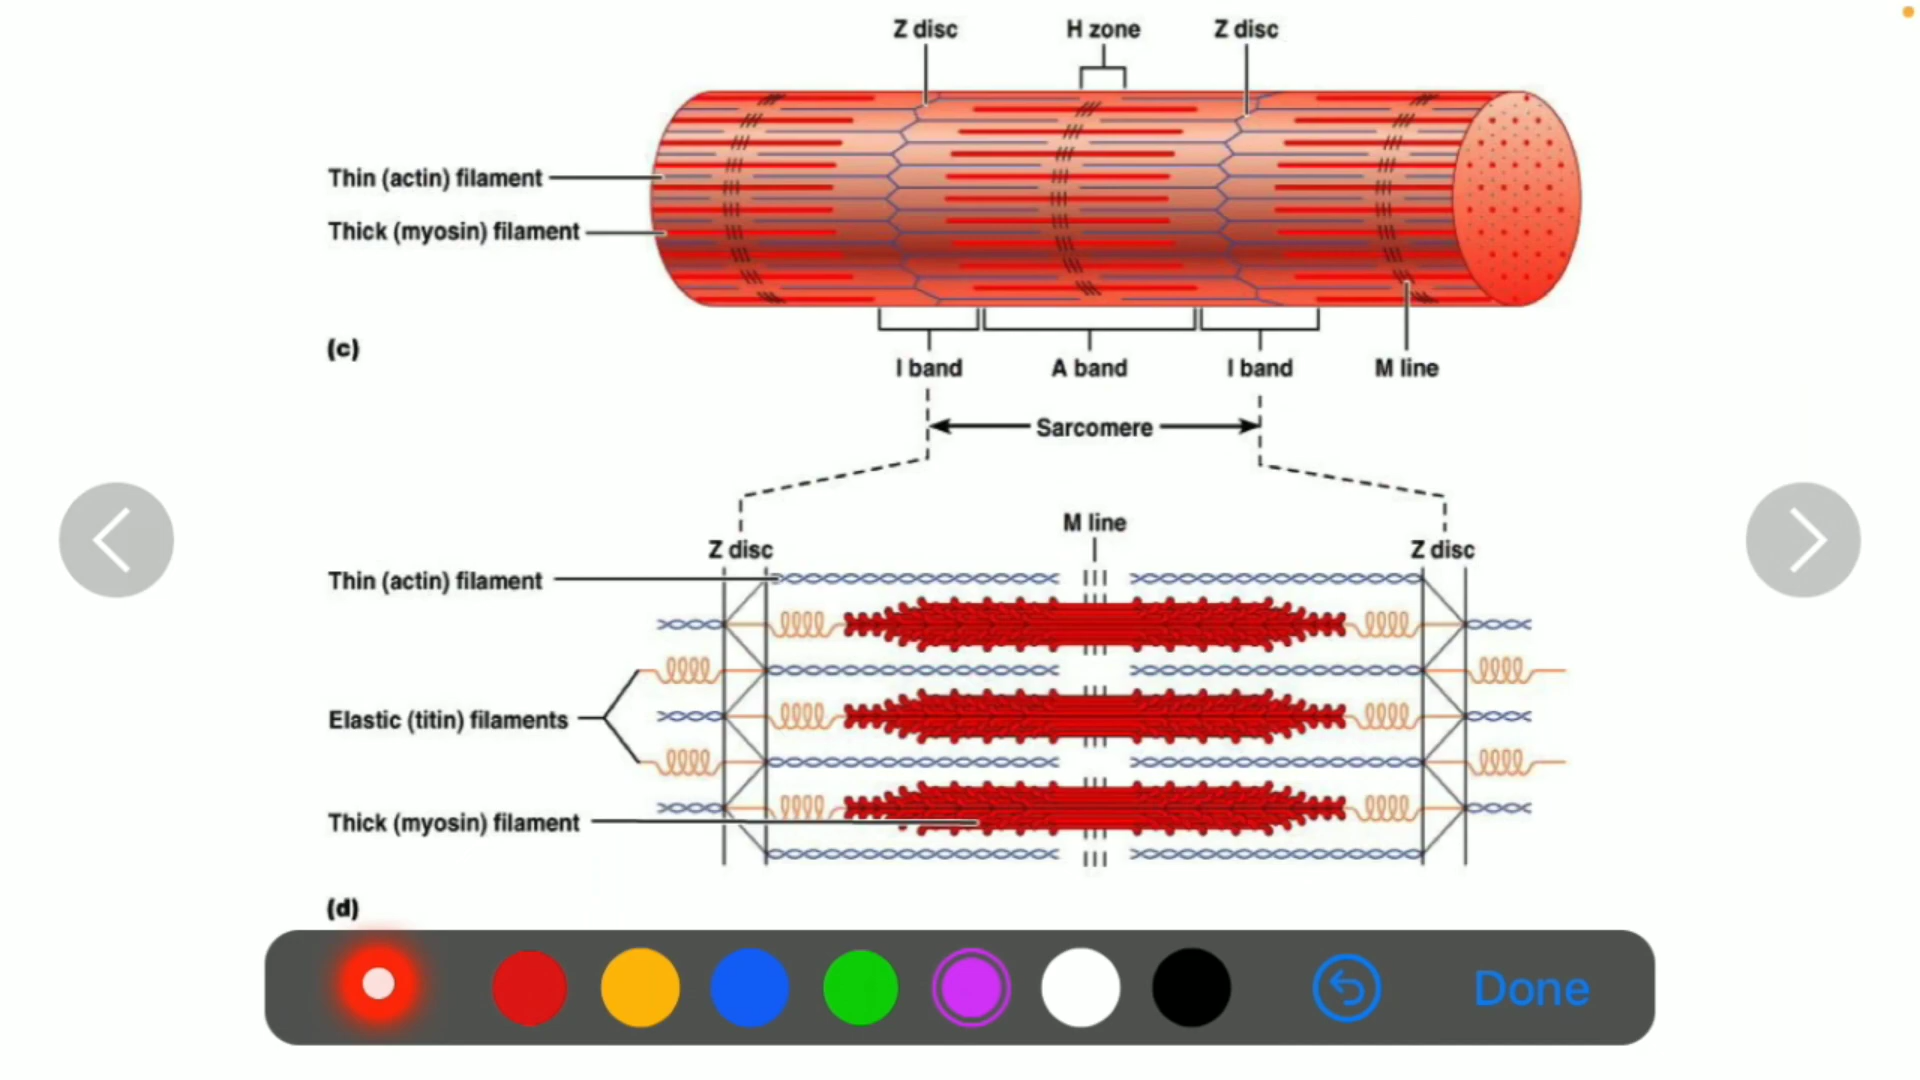 Z disc H zone Z disc
Thin (actin) filament
Thick (myosin) filament
(c)
I band A band I band M line
Sarcomere
M line
Z disc Z disc
Thin (actin) filament
Elastic (titin) filaments
Thick (myosin) filament
(d)
Done